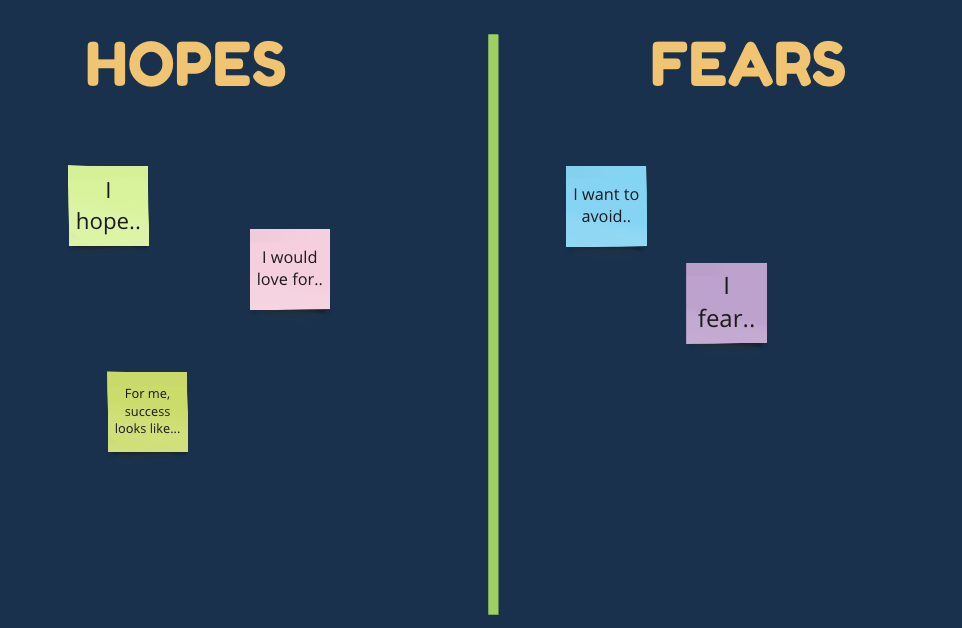 HOPES
FEARS
I
hope..
I would
love for..
For me,
success
looks like...
I want to
avoid..
I
fear..